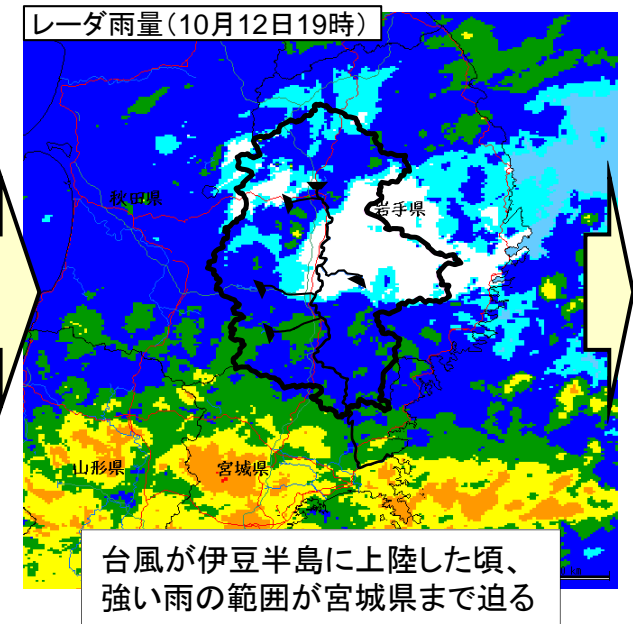 レーダ雨量(10月12日19時)
秋田県
岩手県
山形県
宮城県
台風が伊豆半島に上陸した頃、
強い雨の範囲が宮城県まで迫る